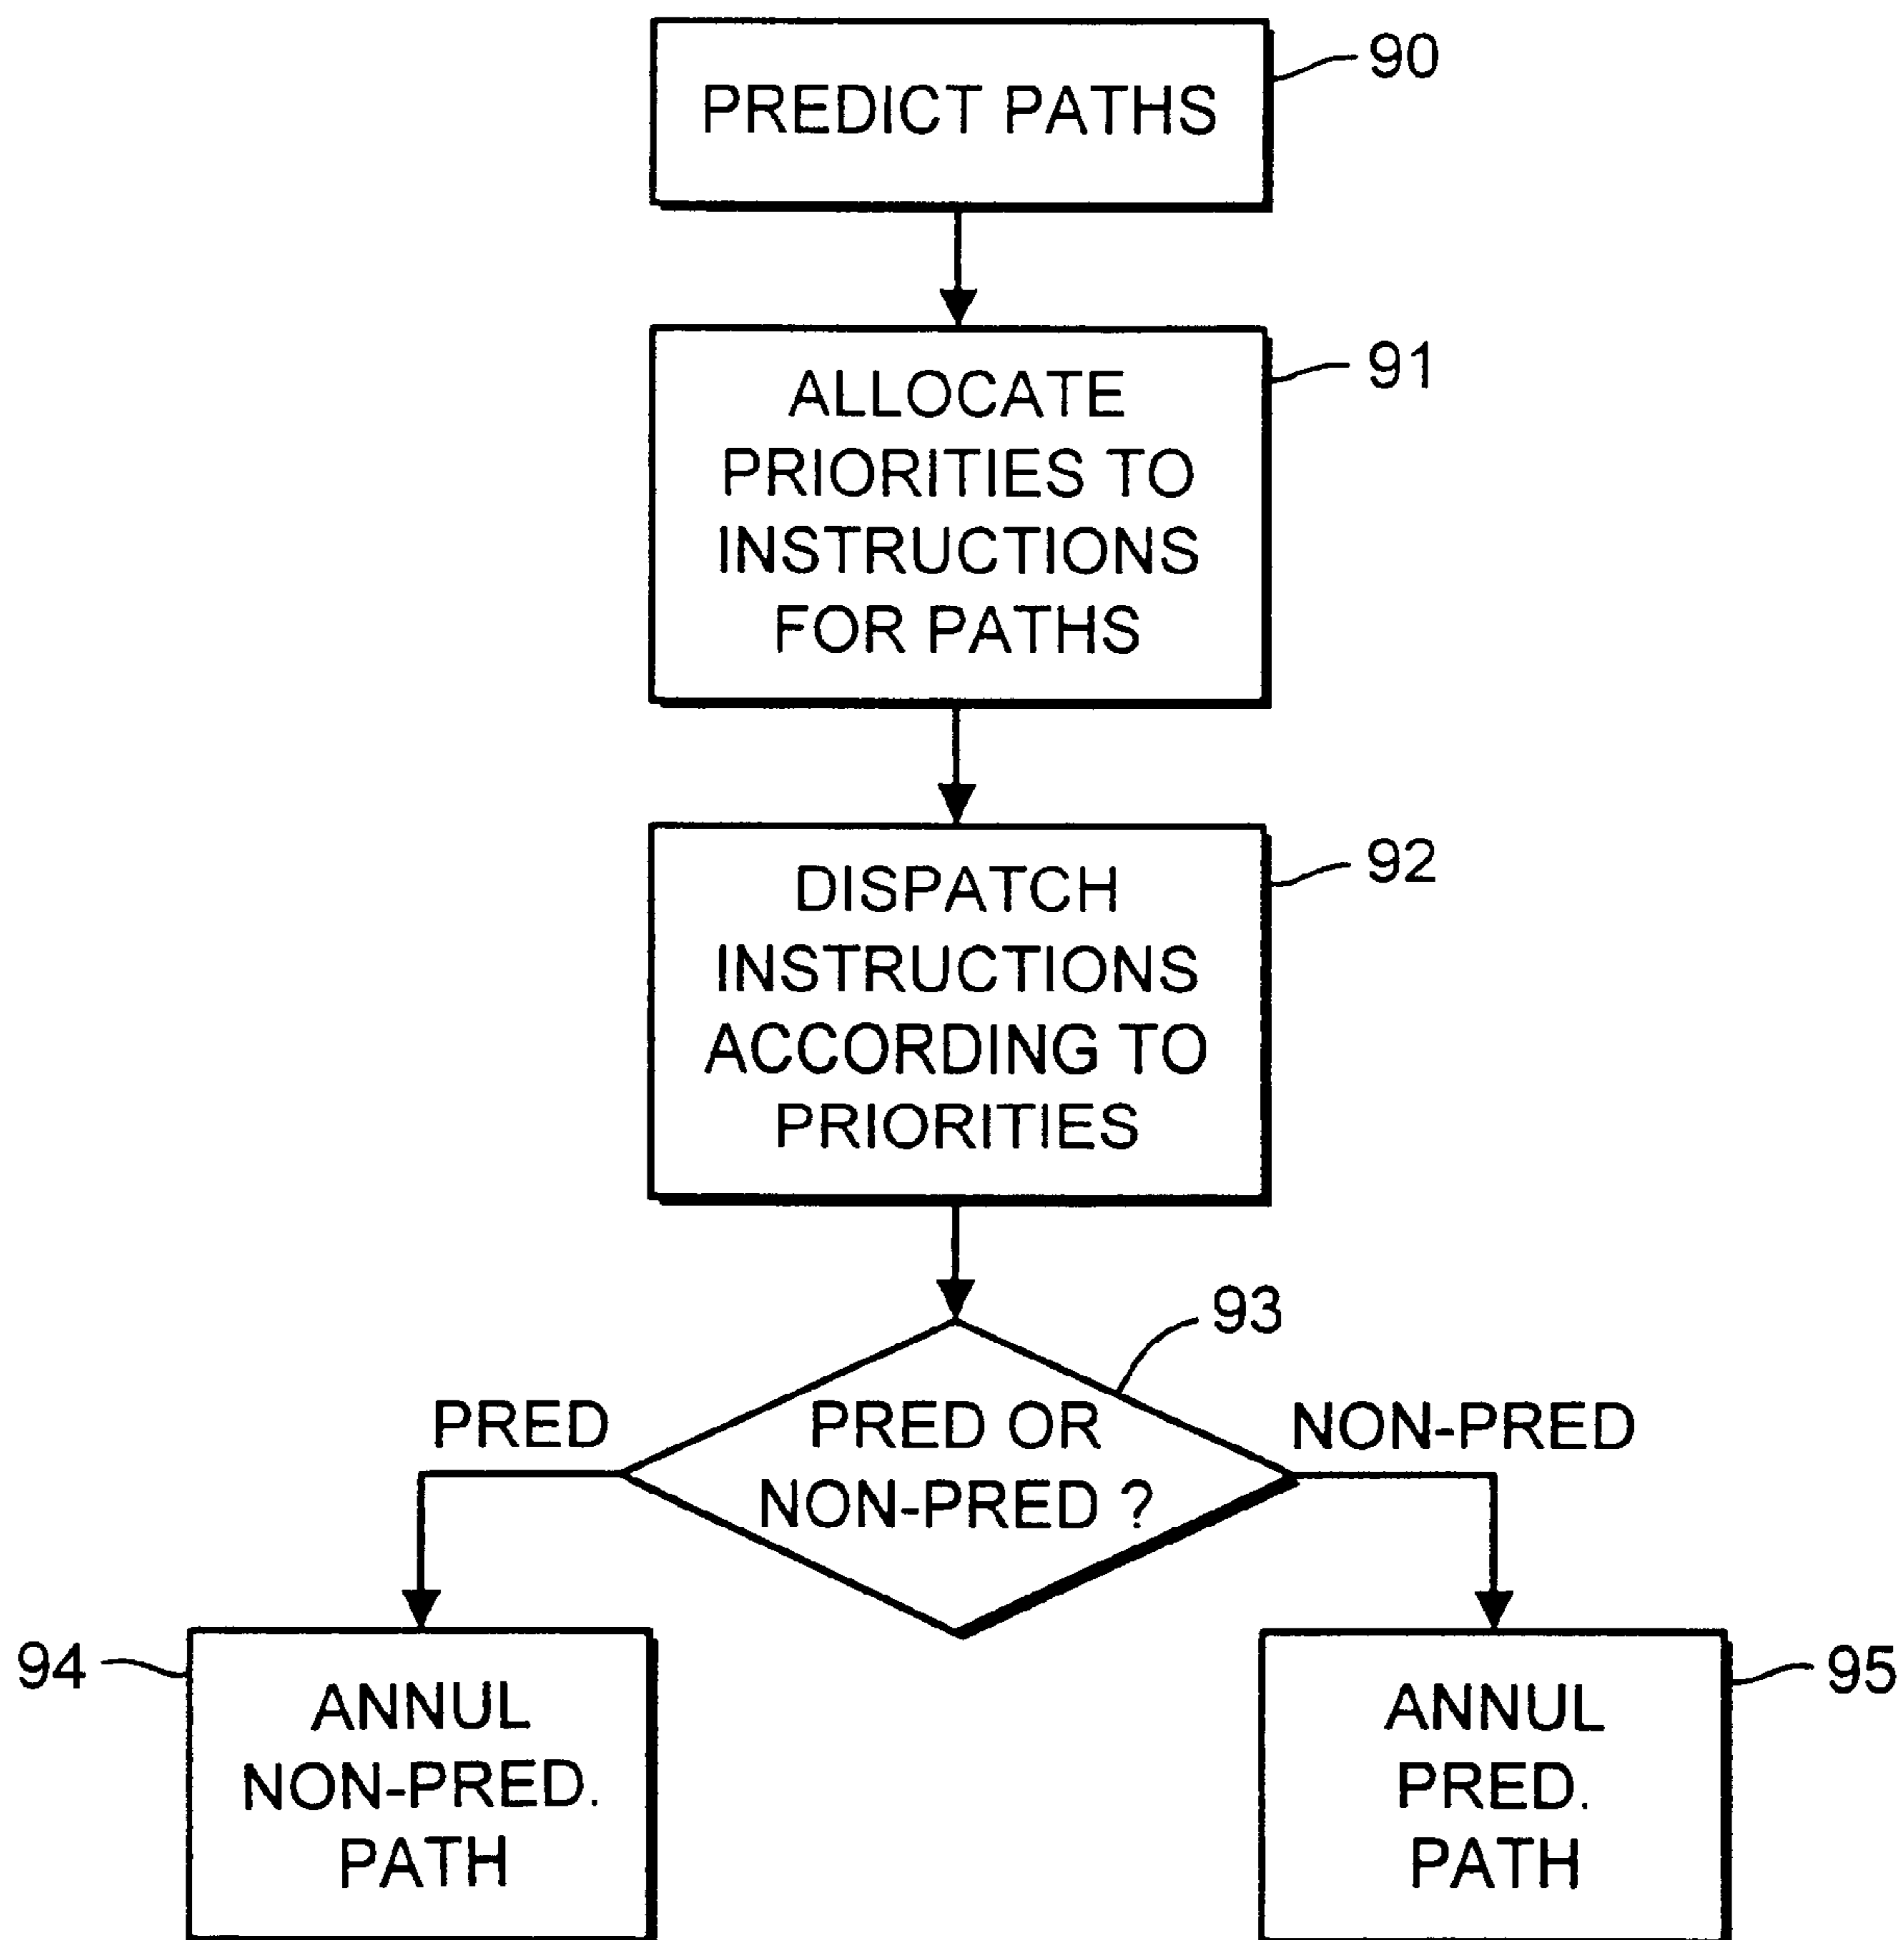 PREDICT PATHS
90
ALLOCATE
PRIORITIES TO
INSTRUCTIONS
FOR PATHS
91
DISPATCH
INSTRUCTIONS
ACCORDING TO
PRIORITIES
92
93
PRED
PRED OR
NON-PRED ?
NON-PRED
94
ANNUL
NON-PRED.
PATH
ANNUL
PRED.
PATH
95